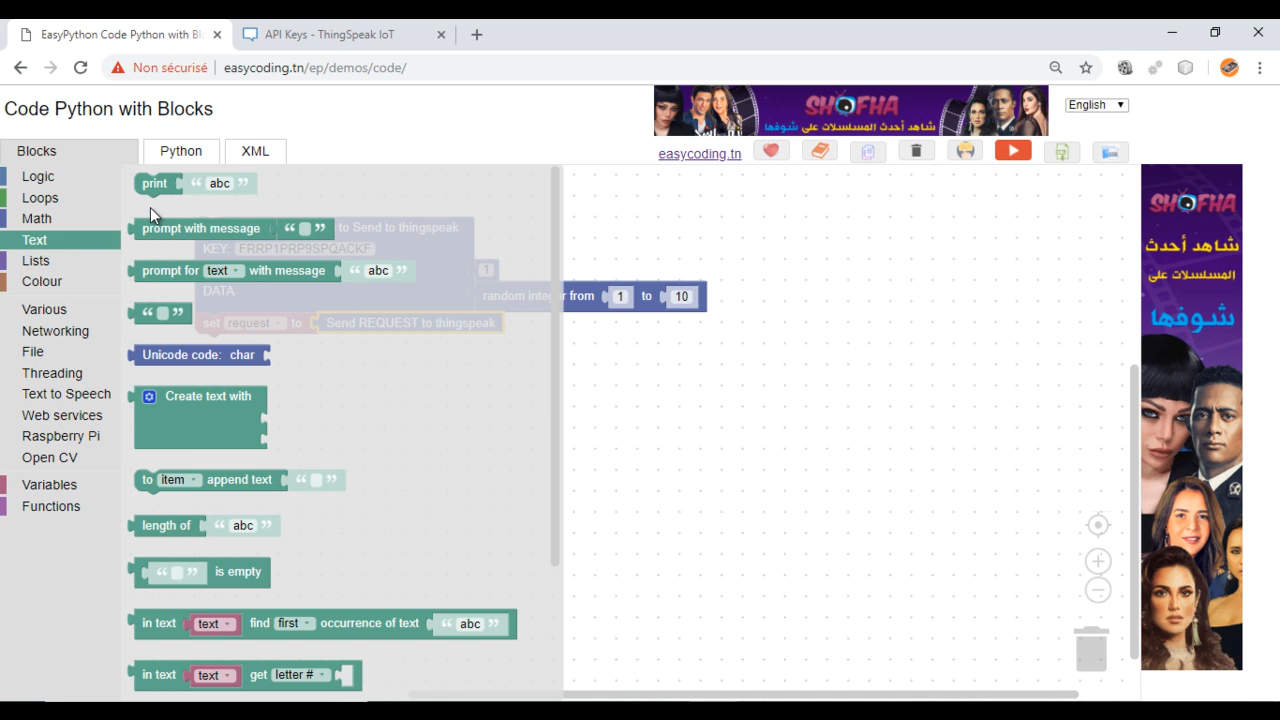 EasyPython Code Python with Bl
API Keys - ThingSpeak IoT
Non sécurisé
easycoding.tn/ep/demos/code/
Code Python with Blocks
SHOFHA
شاهد أحدث المسلسلات على شوفها
English
easycoding.tn
Blocks
Python
XML
Logic
Loops
Math
Text
Lists
Colour
Various
Networking
File
Threading
Text to Speech
Web services
Raspberry Pi
Open CV
Variables
Functions
print “ abc ”
prompt with message “ ”
to Send to thingspeak
KEY: FRRP1PRP9SPQACKF
prompt for text with message “ abc ”
1
DATA
random integer from 1 to 10
“ ”
set request to Send REQUEST to thingspeak
Unicode code: char
Create text with
to item append text “ ”
length of “ abc ”
“ ” is empty
in text text find first occurrence of text “ abc ”
in text text get letter #
SHOFHA
شاهد أحدث
المسلسلات على
شوفها